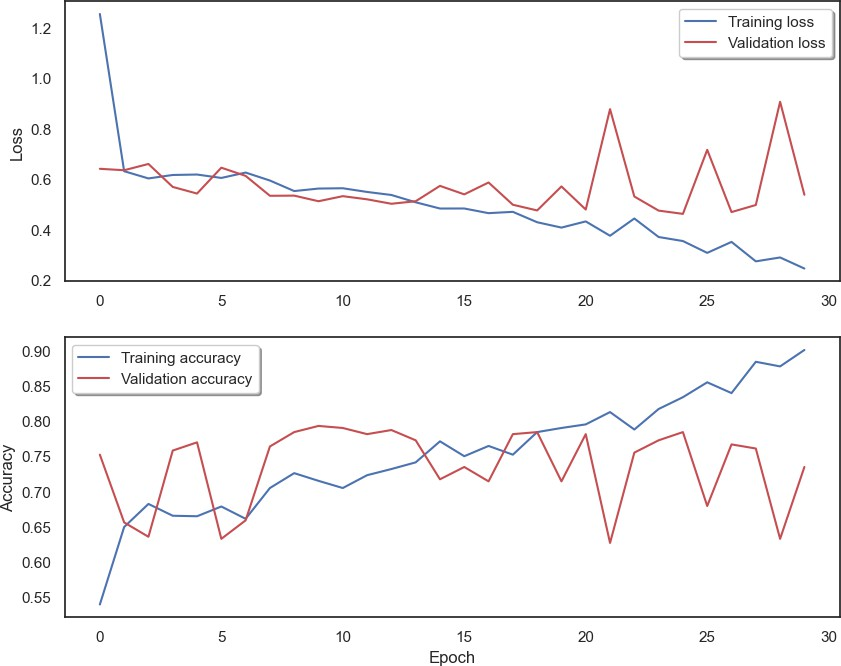 1.2
1.0
0.8
0.6
0.4
0.2
Loss
Training loss
Validation loss
0 5 10 15 20 25 30
0.90
0.85
0.80
0.75
0.70
0.65
0.60
0.55
Accuracy
Training accuracy
Validation accuracy
0 5 10 15 20 25 30
Epoch